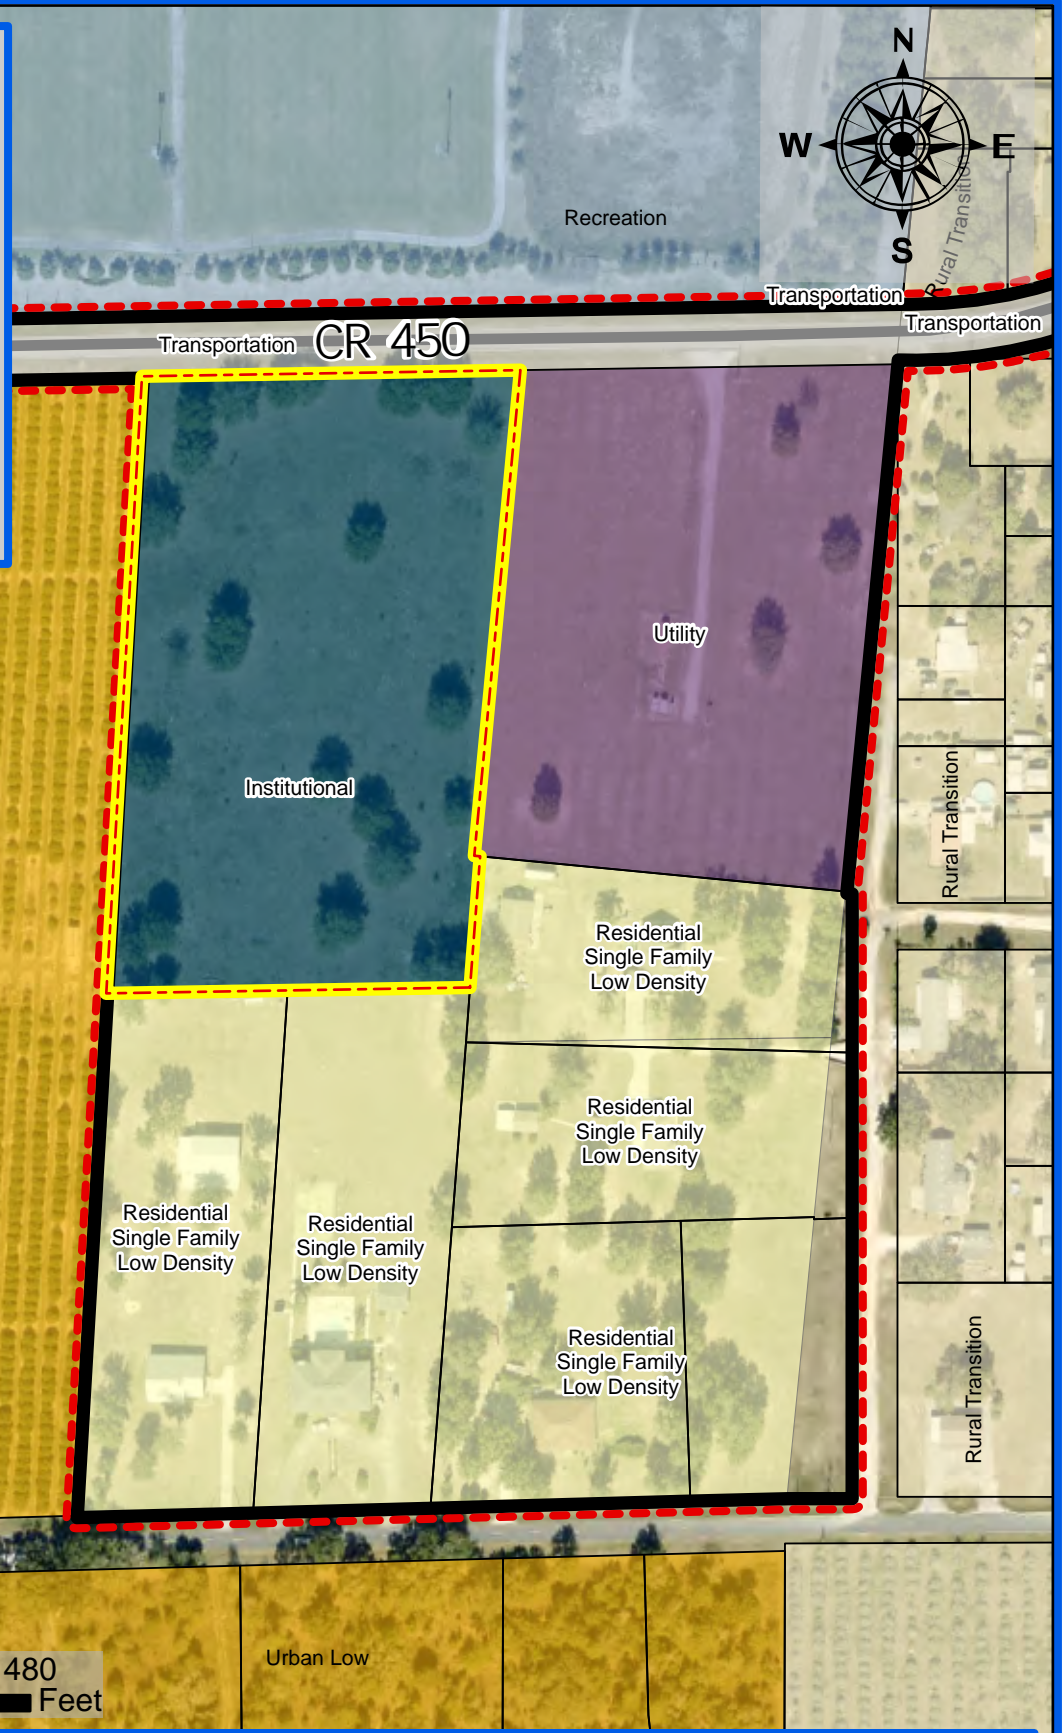 N
W
E
S
Recreation
Rural Transition
Transportation
Transportation
Transportation
CR 450
Utility
Institutional
Rural Transition
Residential
Single Family
Low Density
Residential
Single Family
Low Density
Residential
Single Family
Low Density
Residential
Single Family
Low Density
Residential
Single Family
Low Density
Rural Transition
Urban Low
480
Feet